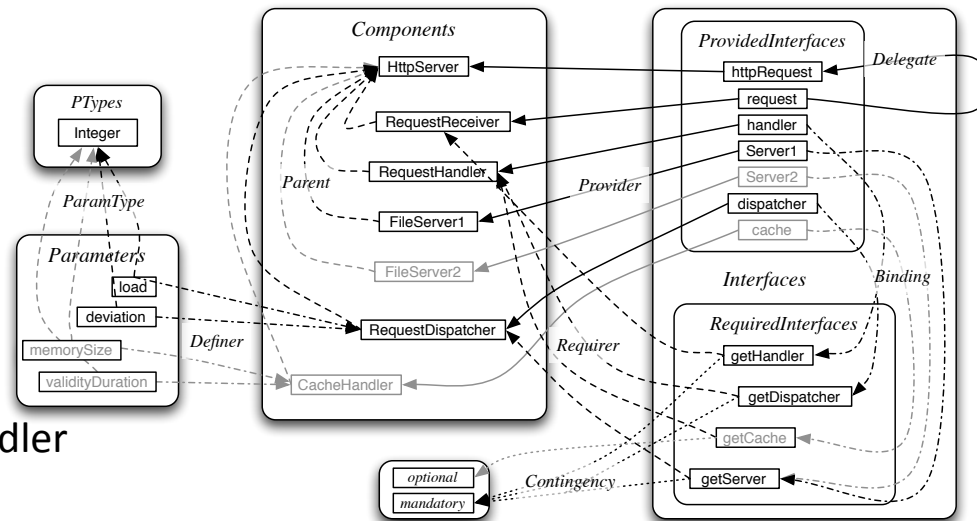 Components
HttpServer
RequestReceiver
RequestHandler
Parent
FileServer1
FileServer2
RequestDispatcher
CacheHandler
PTypes
Integer
ParamType
Parameters
load
deviation
memorySize
validityDuration
Definer
dler
ProvidedInterfaces
httpRequest
request
handler
Server1
Server2
dispatcher
cache
Delegate
Provider
Interfaces
Binding
Requirer
RequiredInterfaces
getHandler
getDispatcher
getCache
getServer
optional
mandatory
Contingency